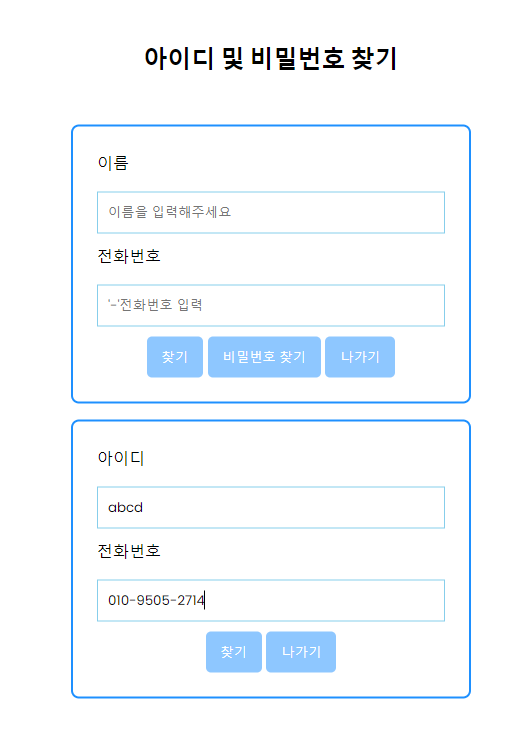 아이디 및 비밀번호 찾기
이름
이름을 입력해주세요
전화번호
'-'전화번호 입력
찾기 비밀번호 찾기 나가기
아이디
abcd
전화번호
010-9505-2714
찾기 나가기